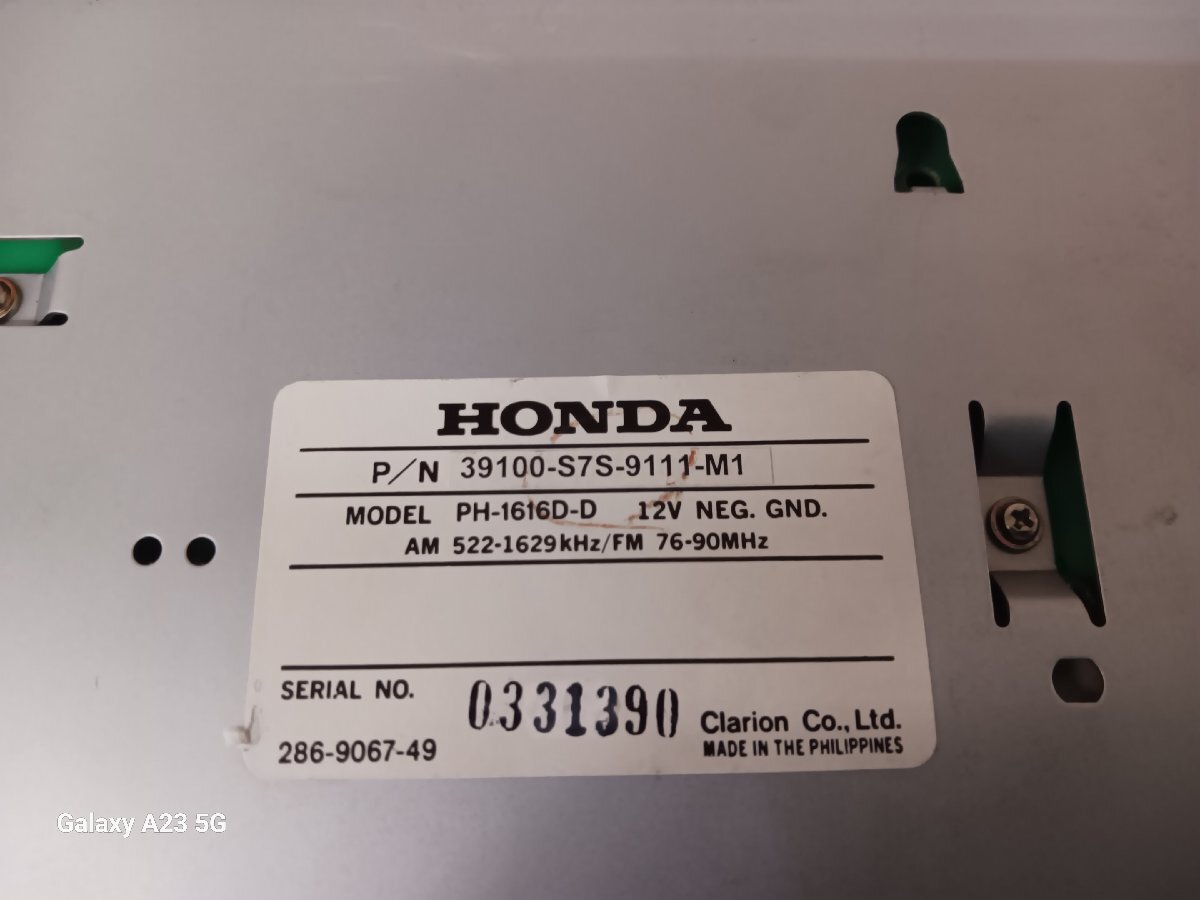 HONDA
P/N 39100-S7S-9111-M1
MODEL PH-1616D-D 12V NEG. GND.
AM 522-1629kHz/FM 76-90MHz
SERIAL NO. 0331390
Clarion Co., Ltd.
286-9067-49 MADE IN THE PHILIPPINES
Galaxy A23 5G